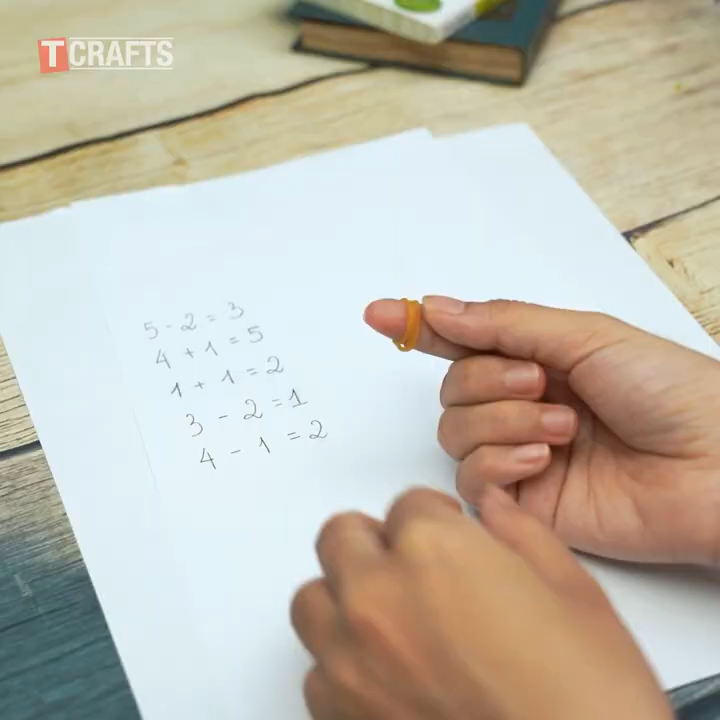 TCRAFTS
5 - 2 = 3
4 + 1 = 5
1 + 1 = 2
3 - 2 = 1
4 - 1 = 2